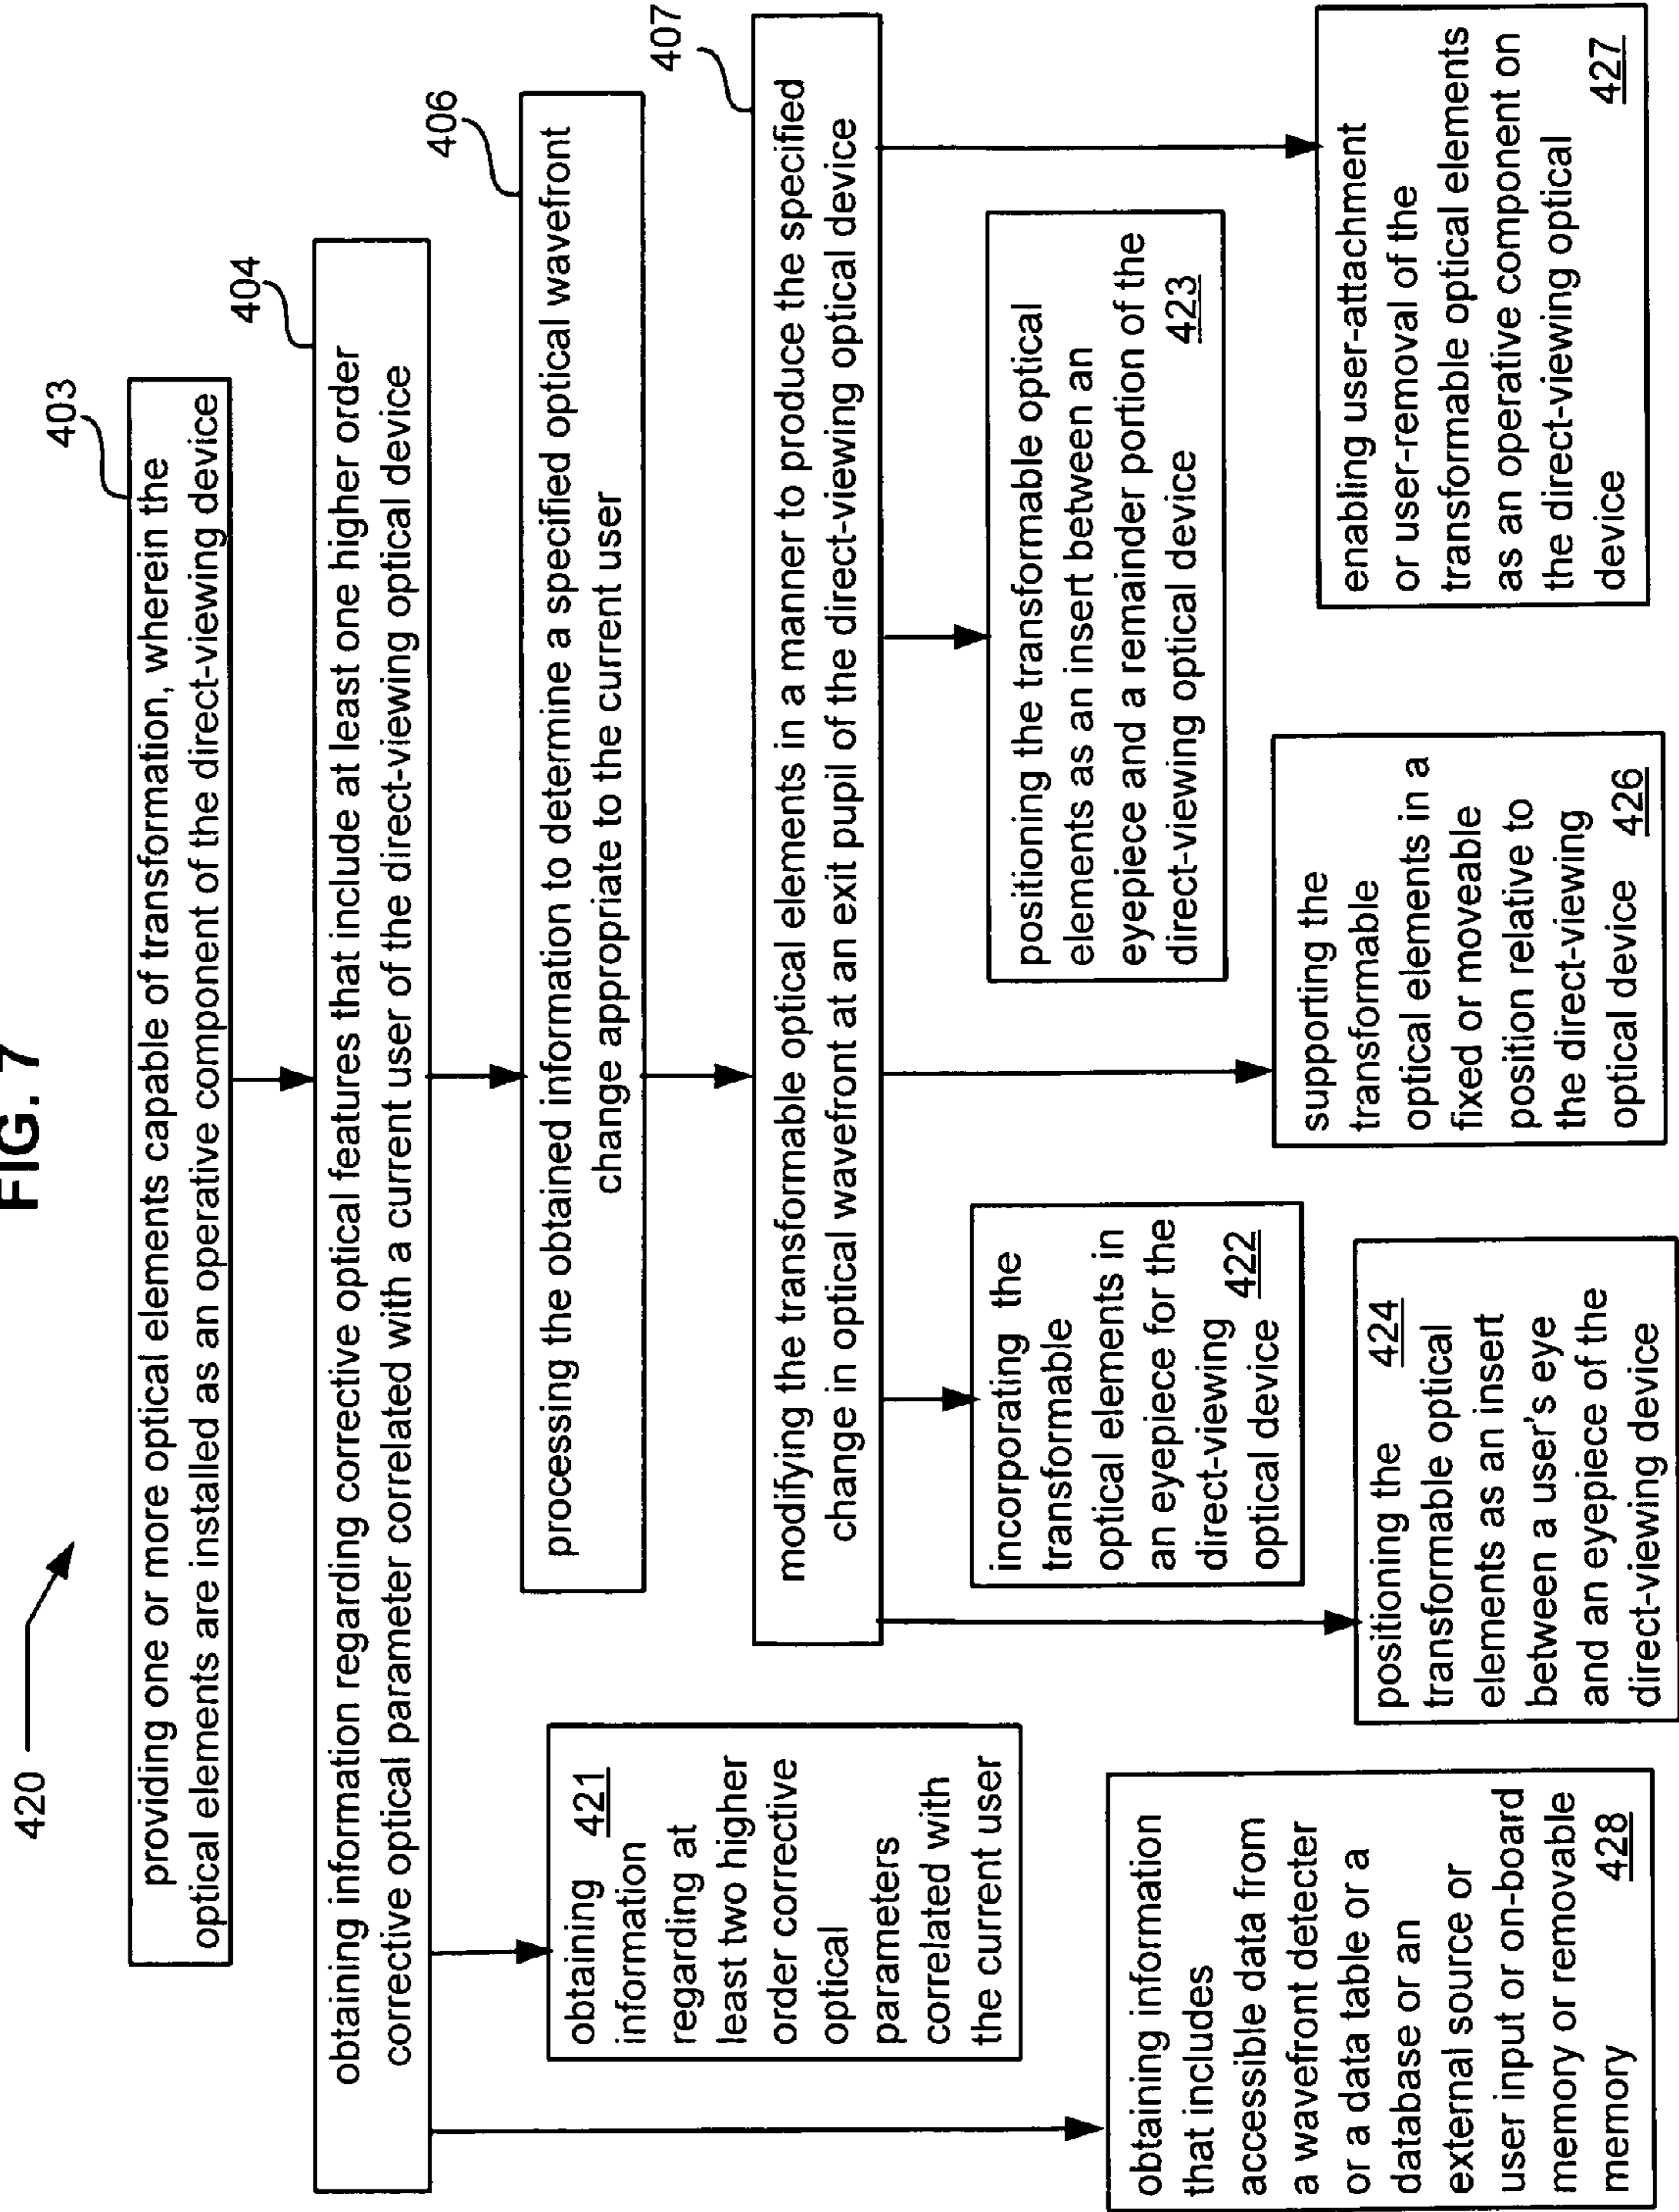 FIG. 7
420
403
providing one or more optical elements capable of transformation, wherein the
optical elements are installed as an operative component of the direct-viewing device
404
obtaining information regarding corrective optical features that include at least one higher order
corrective optical parameter correlated with a current user of the direct-viewing optical device
406
processing the obtained information to determine a specified optical wavefront
change appropriate to the current user
407
modifying the transformable optical elements in a manner to produce the specified
change in optical wavefront at an exit pupil of the direct-viewing optical device
obtaining 421
information
regarding at
least two higher
order corrective
optical
parameters
correlated with
the current user
obtaining information
that includes
accessible data from
a wavefront detecter
or a data table or a
database or an
external source or
user input or on-board
memory or removable
memory 428
incorporating the
transformable
optical elements in
an eyepiece for the
direct-viewing 422
optical device
positioning the 424
transformable optical
elements as an insert
between a user's eye
and an eyepiece of the
direct-viewing device
supporting the
transformable
optical elements in a
fixed or moveable
position relative to
the direct-viewing
optical device 426
positioning the transformable optical
elements as an insert between an
eyepiece and a remainder portion of the
direct-viewing optical device 423
enabling user-attachment
or user-removal of the
transformable optical elements
as an operative component on
the direct-viewing optical
device 427